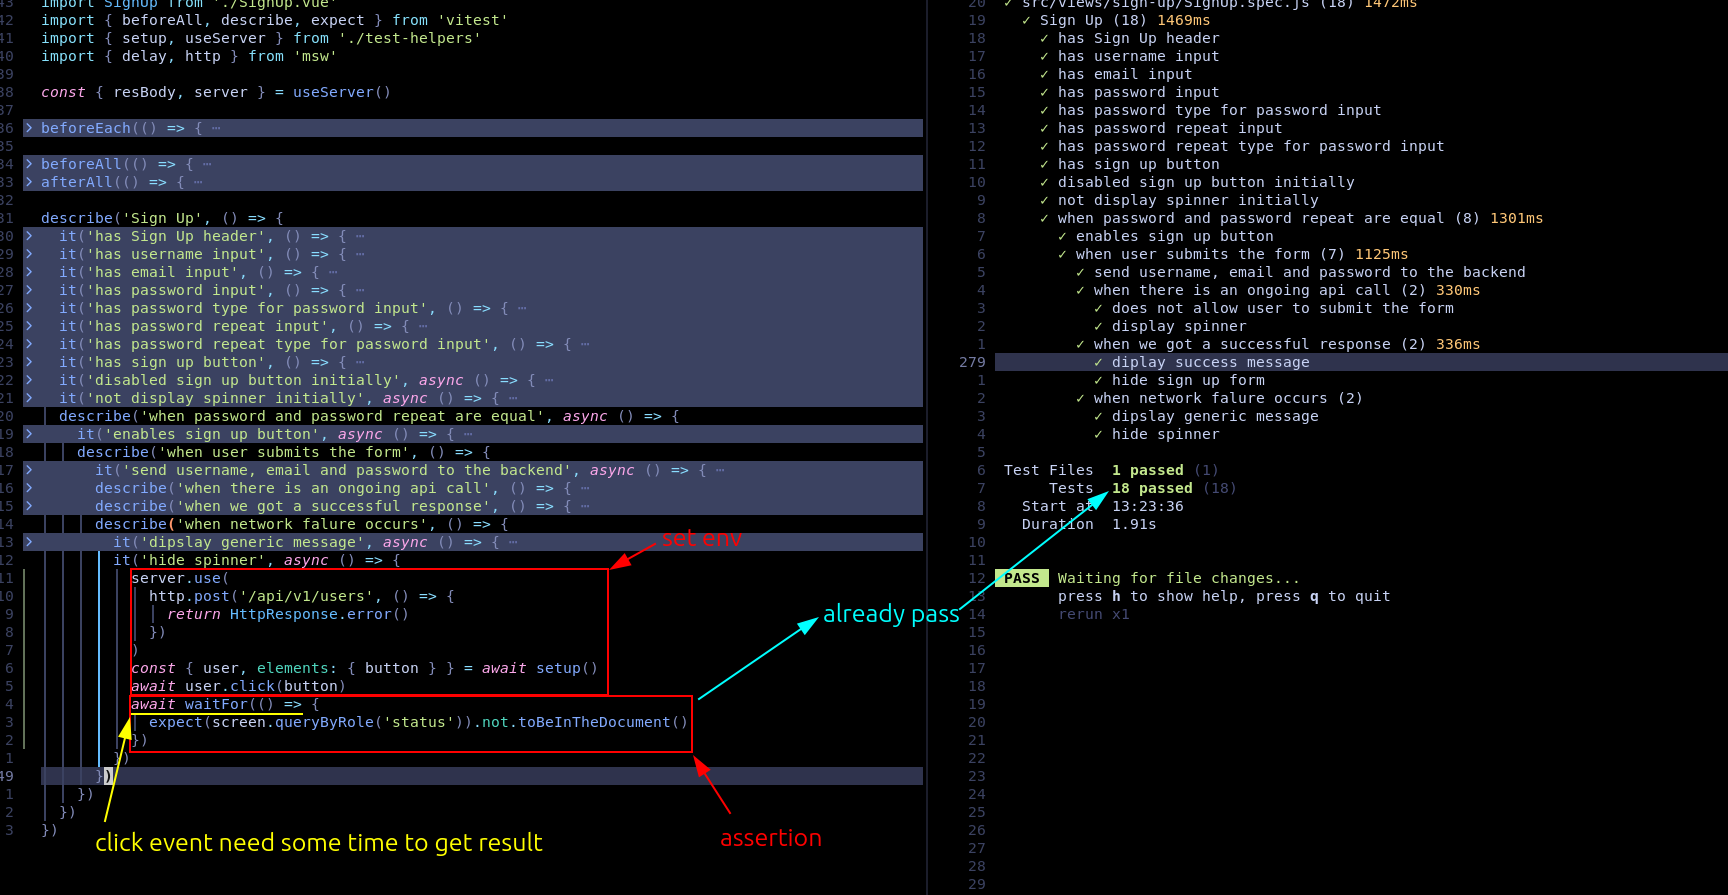 43 import SignUp from './SignUp.vue'
42 import { beforeAll, describe, expect } from 'vitest'
41 import { setup, useServer } from './test-helpers'
40 import { delay, http } from 'msw'
39
38 const { resBody, server } = useServer()
37
36 > beforeEach(() => { ⋯
35
34 > beforeAll(() => { ⋯
33 > afterAll(() => { ⋯
32
31 describe('Sign Up', () => {
30 > it('has Sign Up header', () => { ⋯
29 > it('has username input', () => { ⋯
28 > it('has email input', () => { ⋯
27 > it('has password input', () => { ⋯
26 > it('has password type for password input', () => { ⋯
25 > it('has password repeat input', () => { ⋯
24 > it('has password repeat type for password input', () => { ⋯
23 > it('has sign up button', () => { ⋯
22 > it('disabled sign up button initially', async () => { ⋯
21 > it('not display spinner initially', async () => { ⋯
20 describe('when password and password repeat are equal', async () => {
19 > it('enables sign up button', async () => { ⋯
18 describe('when user submits the form', () => {
17 > it('send username, email and password to the backend', async () => { ⋯
16 > describe('when there is an ongoing api call', () => { ⋯
15 > describe('when we got a successful response', () => { ⋯
14 describe('when network falure occurs', () => {
13 > it('dipslay generic message', async () => { ⋯
12 it('hide spinner', async () => {
11 server.use(
10 http.post('/api/v1/users', () => {
9 return HttpResponse.error()
8 })
7 )
6 const { user, elements: { button } } = await setup()
5 await user.click(button)
4 await waitFor(() => {
3 expect(screen.queryByRole('status')).not.toBeInTheDocument()
2 })
1 })
49 })
1 })
2 })
3 })
set env
already pass
click event need some time to get result
assertion
20 ✓ src/views/sign-up/SignUp.spec.js (18) 1472ms
19 ✓ Sign Up (18) 1469ms
18 ✓ has Sign Up header
17 ✓ has username input
16 ✓ has email input
15 ✓ has password input
14 ✓ has password type for password input
13 ✓ has password repeat input
12 ✓ has password repeat type for password input
11 ✓ has sign up button
10 ✓ disabled sign up button initially
9 ✓ not display spinner initially
8 ✓ when password and password repeat are equal (8) 1301ms
7 ✓ enables sign up button
6 ✓ when user submits the form (7) 1125ms
5 ✓ send username, email and password to the backend
4 ✓ when there is an ongoing api call (2) 330ms
3 ✓ does not allow user to submit the form
2 ✓ display spinner
1 ✓ when we got a successful response (2) 336ms
279 ✓ diplay success message
1 ✓ hide sign up form
2 ✓ when network falure occurs (2)
3 ✓ dipslay generic message
4 ✓ hide spinner
5
6 Test Files 1 passed (1)
7 Tests 18 passed (18)
8 Start at 13:23:36
9 Duration 1.91s
10
11
12 PASS Waiting for file changes...
13 press h to show help, press q to quit
14 rerun x1
15
16
17
18
19
20
21
22
23
24
25
26
27
28
29